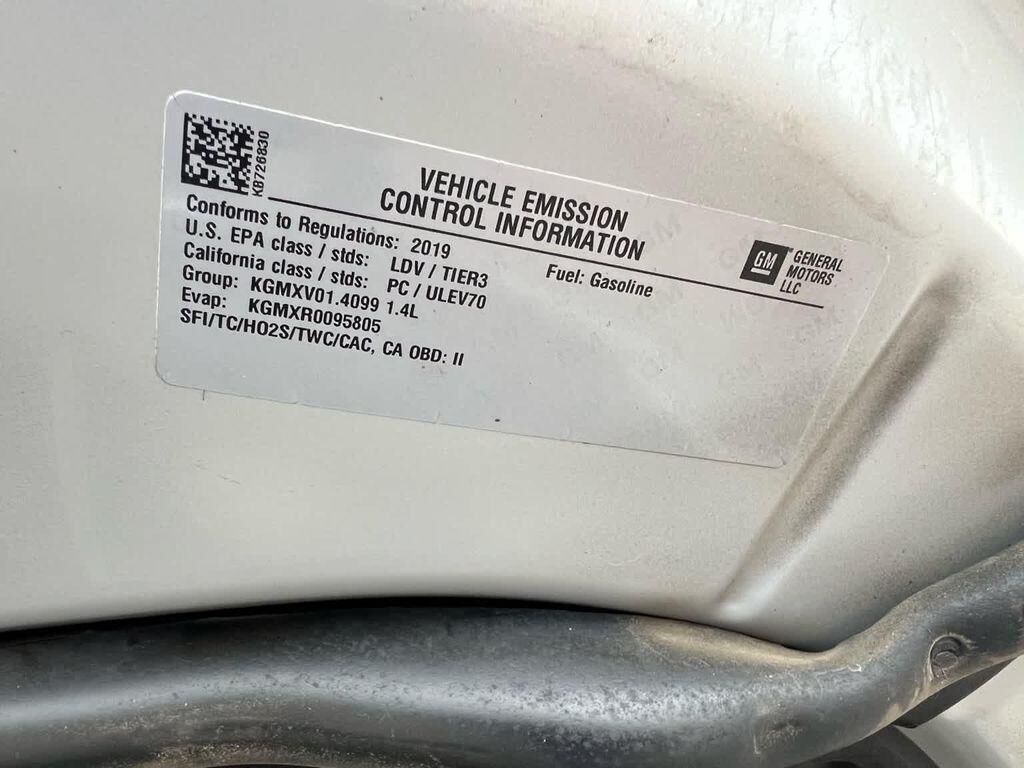 KB726830
VEHICLE EMISSION
CONTROL INFORMATION
Conforms to Regulations: 2019
U.S. EPA class / stds: LDV / TIER3
California class / stds: PC / ULEV70
Group: KGMXV01.4099 1.4L
Evap: KGMXR0095805
SFI/TC/HO2S/TWC/CAC, CA OBD: II
Fuel: Gasoline
GM
GENERAL
MOTORS
LLC